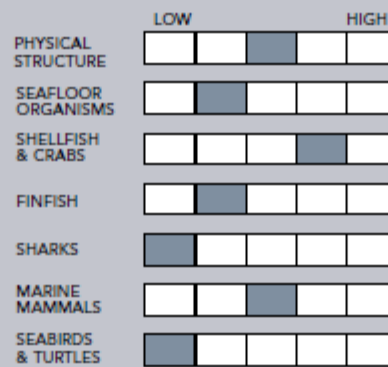 LOW HIGH
PHYSICAL
STRUCTURE
SEAFLOOR
ORGANISMS
SHELLFISH
& CRABS
FINFISH
SHARKS
MARINE
MAMMALS
SEABIRDS
& TURTLES